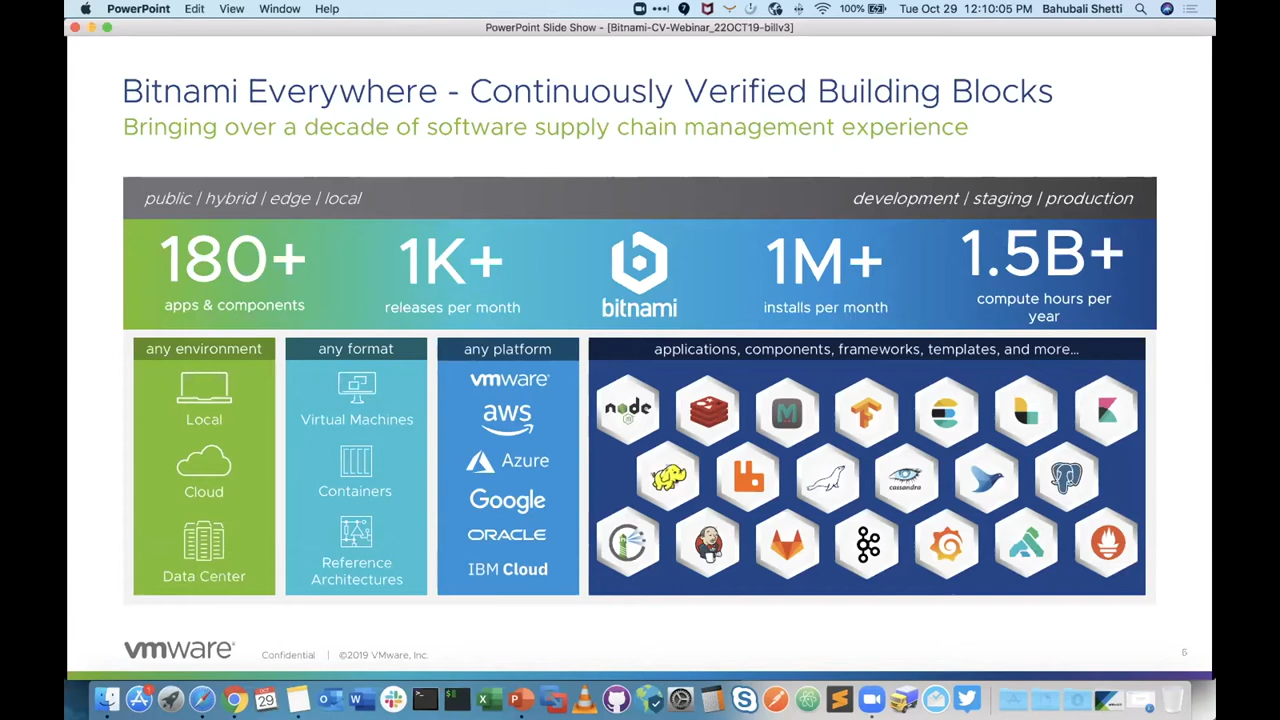 PowerPoint Edit View Window Help 100% Tue Oct 29 12:10:05 PM Bahubali Shetti
PowerPoint Slide Show - [Bitnami-CV-Webinar_22OCT19-billv3]
Bitnami Everywhere - Continuously Verified Building Blocks
Bringing over a decade of software supply chain management experience
public | hybrid | edge | local
development | staging | production
180+
apps & components
1K+
releases per month
bitnami
1M+
installs per month
1.5B+
compute hours per
year
any environment
Local
Cloud
Data Center
any format
Virtual Machines
Containers
Reference
Architectures
any platform
vmware®
aws
Azure
Google
ORACLE
IBM Cloud
applications, components, frameworks, templates, and more...
node
M
cassandra
vmware®
Confidential | ©2019 VMware, Inc.
6
OCT
29